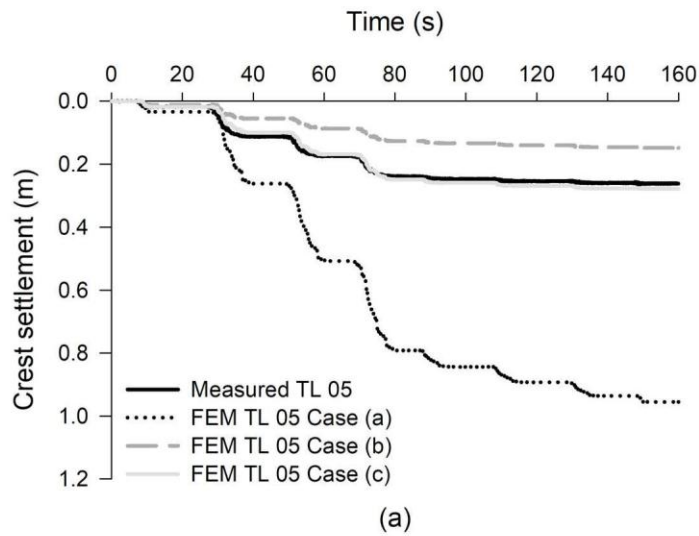 Time (s)
0 20 40 60 80 100 120 140 160
0.0
0.2
0.4
0.6
0.8
1.0
1.2
Crest settlement (m)
Measured TL 05
FEM TL 05 Case (a)
FEM TL 05 Case (b)
FEM TL 05 Case (c)
(a)